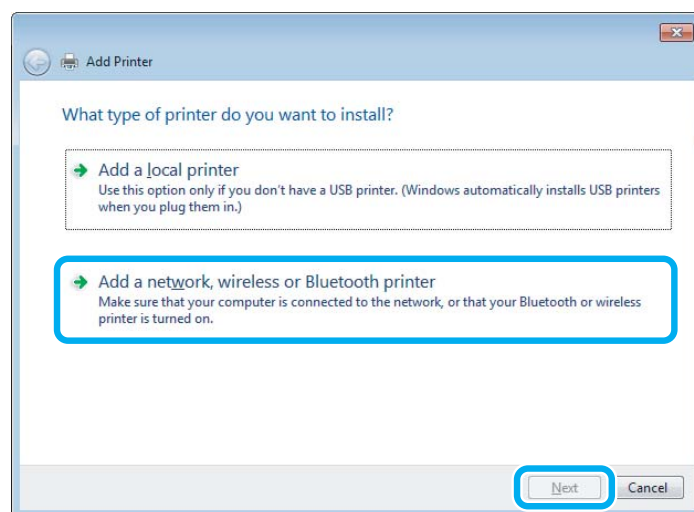 Add Printer
What type of printer do you want to install?
Add a local printer
Use this option only if you don't have a USB printer. (Windows automatically installs USB printers
when you plug them in.)
Add a network, wireless or Bluetooth printer
Make sure that your computer is connected to the network, or that your Bluetooth or wireless
printer is turned on.
Next
Cancel